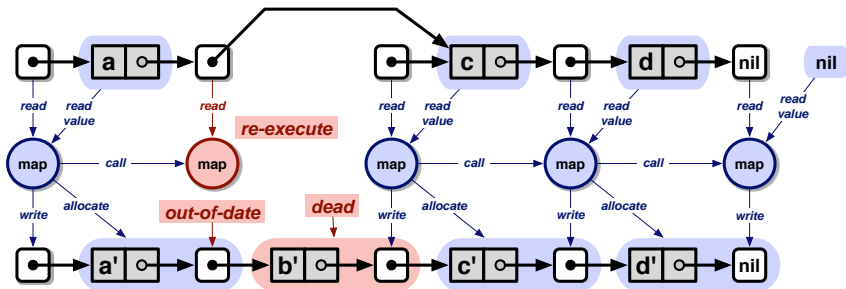 a
c
d
nil
nil
read
read
value
read
read
read
value
read
read
value
read
read
value
re-execute
map
call
map
map
call
map
call
map
write
allocate
out-of-date
dead
write
allocate
write
allocate
write
a'
b'
c'
d'
nil